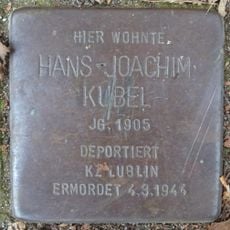 HIER WOHNTE
HANS-JOACHIM
KUBEL
JG. 1905
DEPORTIERT
KZ LUBLIN
ERMORDET 4.3.1944